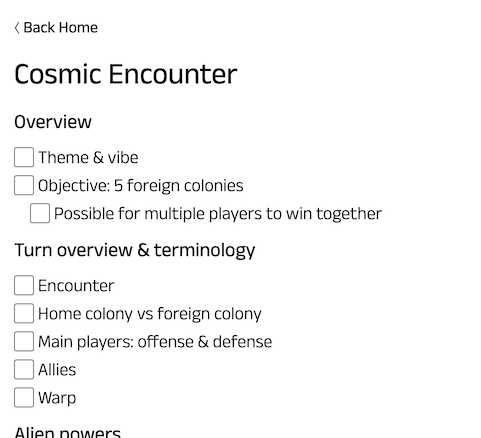 〈 Back Home
Cosmic Encounter
Overview
Theme & vibe
Objective: 5 foreign colonies
Possible for multiple players to win together
Turn overview & terminology
Encounter
Home colony vs foreign colony
Main players: offense & defense
Allies
Warp
Alien powers